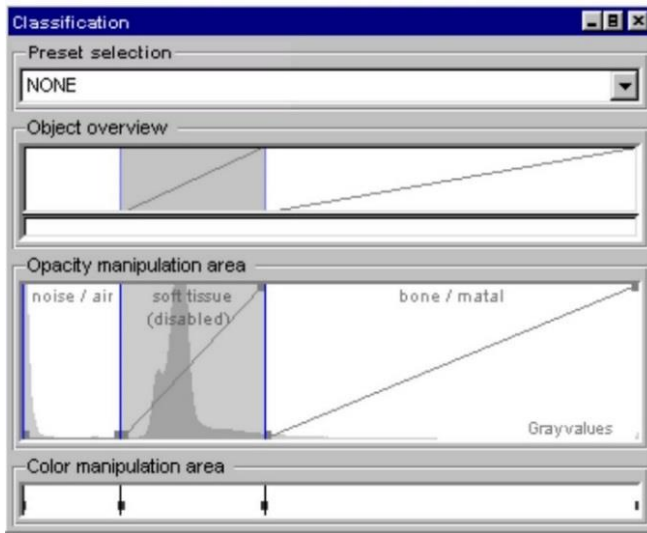 Classification
Preset selection
NONE
Object overview
Opacity manipulation area
noise / air soft tissue bone / matal
(disabled)
Grayvalues
Color manipulation area